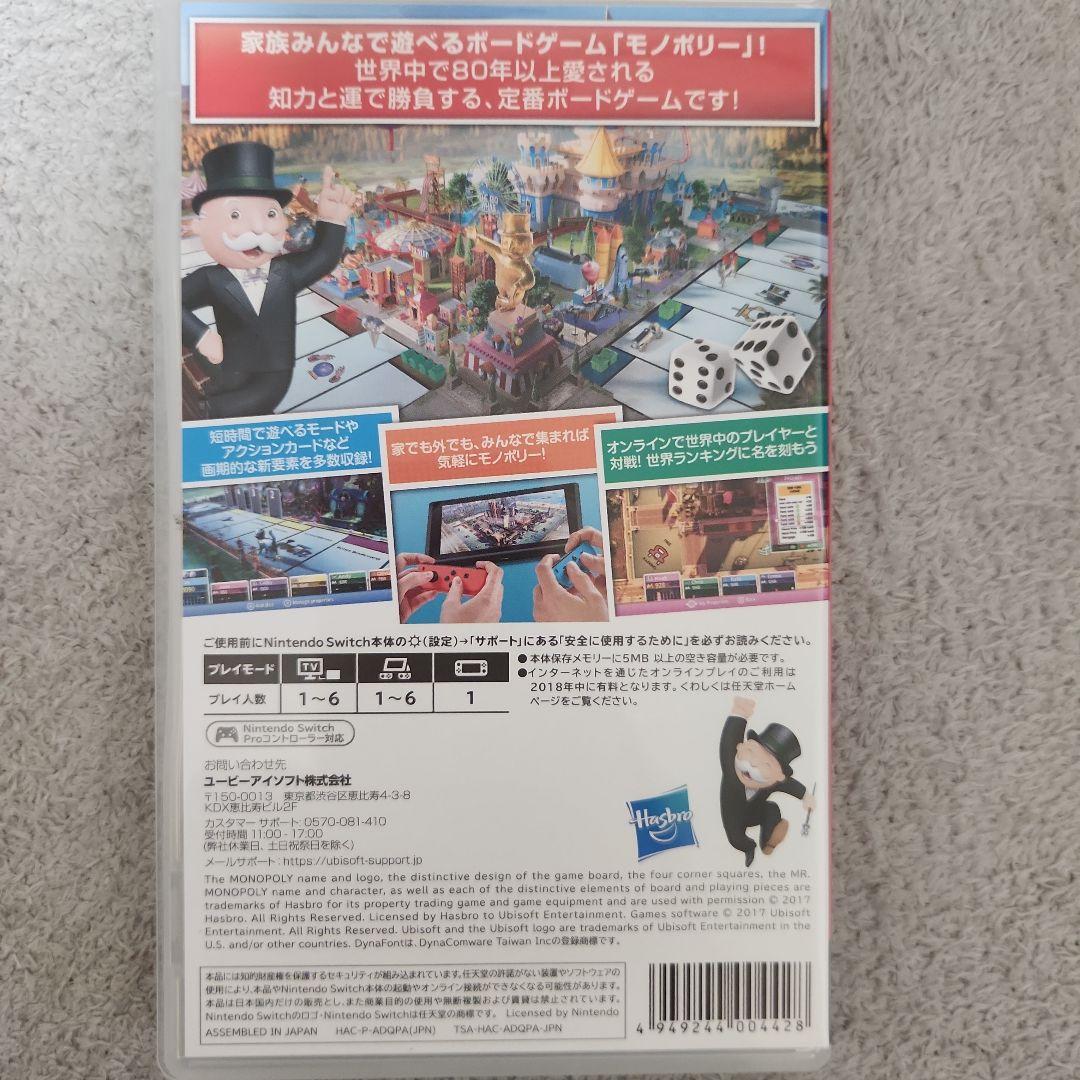 家族みんなで遊べるボードゲーム「モノポリー」！
世界中で80年以上愛される
知力と運で勝負する、定番ボードゲームです！
短時間で遊べるモードや
アクションカードなど
画期的な新要素を多数収録！
家でも外でも、みんなで集まれば
気軽にモノポリー！
オンラインで世界中のプレイヤーと
対戦！世界ランキングに名を刻もう
ご使用前にNintendo Switch本体の(設定)→「サポート」にある「安全に使用するために」を必ずお読みください。
プレイモード TV
プレイ人数 1～6 1～6 1
●本体保存メモリーに5MB 以上の空き容量が必要です。
●インターネットを通じたオンラインプレイのご利用は
2018年中に有料となります。くわしくは任天堂ホーム
ページをご覧ください。
Nintendo Switch
Proコントローラー対応
お問い合わせ先
ユービーアイソフト株式会社
〒150-0013 東京都渋谷区恵比寿4-3-8
KDX恵比寿ビル2F
カスタマー サポート: 0570-081-410
受付時間 11:00 - 17:00
(弊社休業日、土日祝祭日を除く)
メールサポート: https://ubisoft-support.jp
Hasbro
The MONOPOLY name and logo, the distinctive design of the game board, the four corner squares, the MR.
MONOPOLY name and character, as well as each of the distinctive elements of board and playing pieces are
trademarks of Hasbro for its property trading game and game equipment and are used with permission © 2017
Hasbro. All Rights Reserved. Licensed by Hasbro to Ubisoft Entertainment. Games software © 2017 Ubisoft
Entertainment. All Rights Reserved. Ubisoft and the Ubisoft logo are trademarks of Ubisoft Entertainment in the
U.S. and/or other countries. DynaFontは、DynaComware Taiwan Incの登録商標です。
本品には知的財産権を保護するセキュリティが組み込まれています。任天堂の許諾がない装置やソフトウェアの
使用により、本品やNintendo Switch本体の起動やオンライン接続ができなくなる可能性があります。
本品は日本国内だけの販売とし、また商業目的の使用や無断複製および賃貸は禁止されています。
Nintendo Switchのロゴ・Nintendo Switchは任天堂の商標です。 Licensed by Nintendo
ASSEMBLED IN JAPAN HAC-P-ADQPA(JPN) TSA-HAC-ADQPA-JPN
4 949244 004428